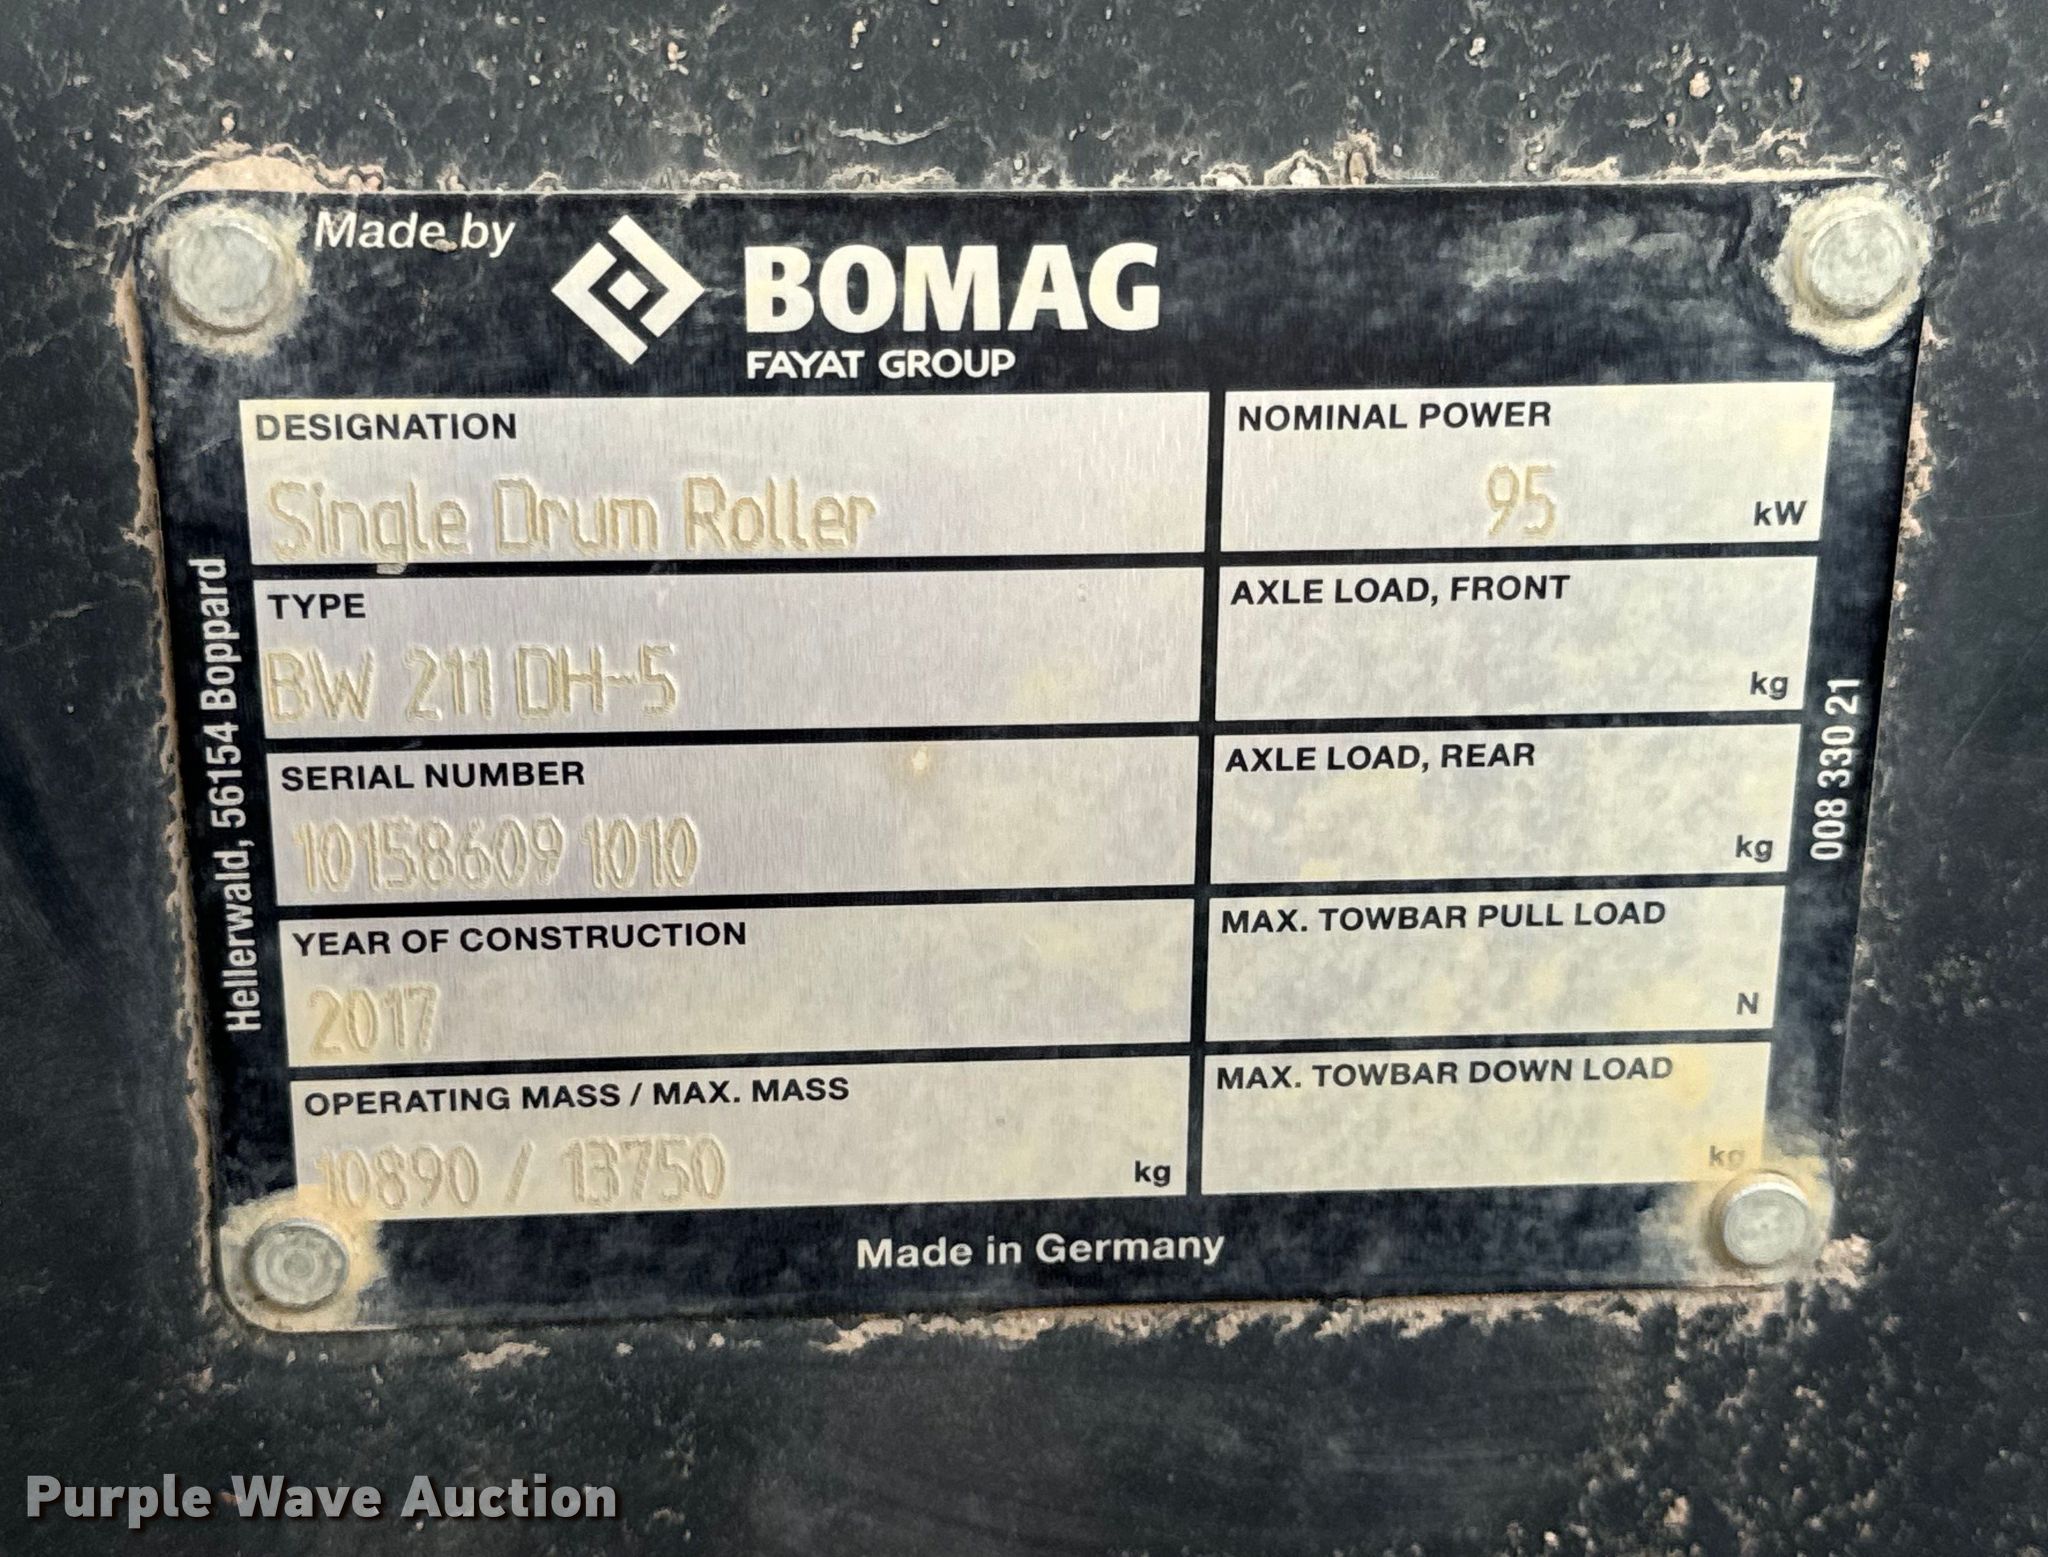 Made by
BOMAG
FAYAT GROUP
DESIGNATION
Single Drum Roller
TYPE
BW 211 DH-5
SERIAL NUMBER
101586091010
YEAR OF CONSTRUCTION
2017
OPERATING MASS / MAX. MASS
10890 / 13750 kg
NOMINAL POWER
95 kW
AXLE LOAD, FRONT
kg
AXLE LOAD, REAR
kg
MAX. TOWBAR PULL LOAD
N
MAX. TOWBAR DOWN LOAD
kg
Hellerwald, 56154 Boppard
008 330 21
Made in Germany
Purple Wave Auction